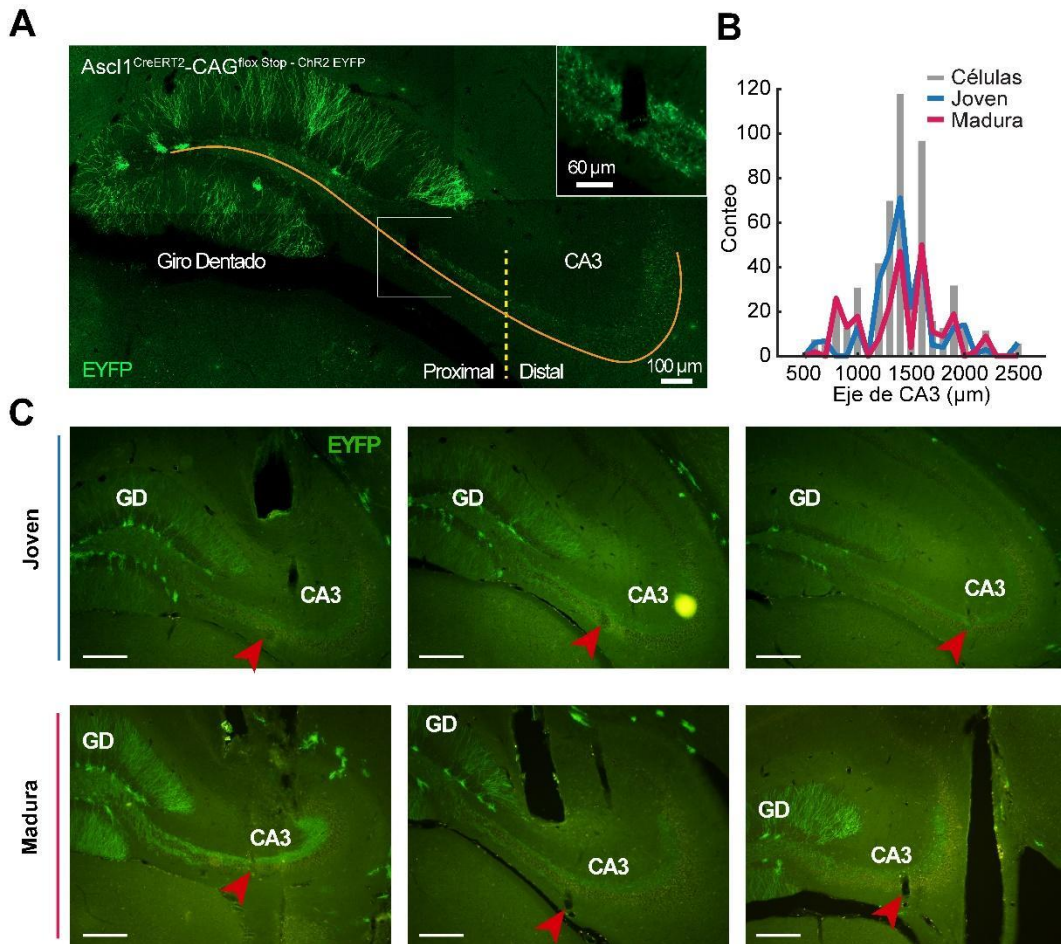 A
Ascl1CreERT2-CAGflox Stop - ChR2 EYFP
60 µm
Giro Dentado
CA3
EYFP
Proximal
Distal
100 µm
B
Células
Joven
Madura
Conteo
120
100
80
60
40
20
0
500
1000
1500
2000
2500
Eje de CA3 (µm)
C
Joven
EYFP
GD
CA3
GD
CA3
GD
CA3
Madura
GD
CA3
GD
CA3
GD
CA3